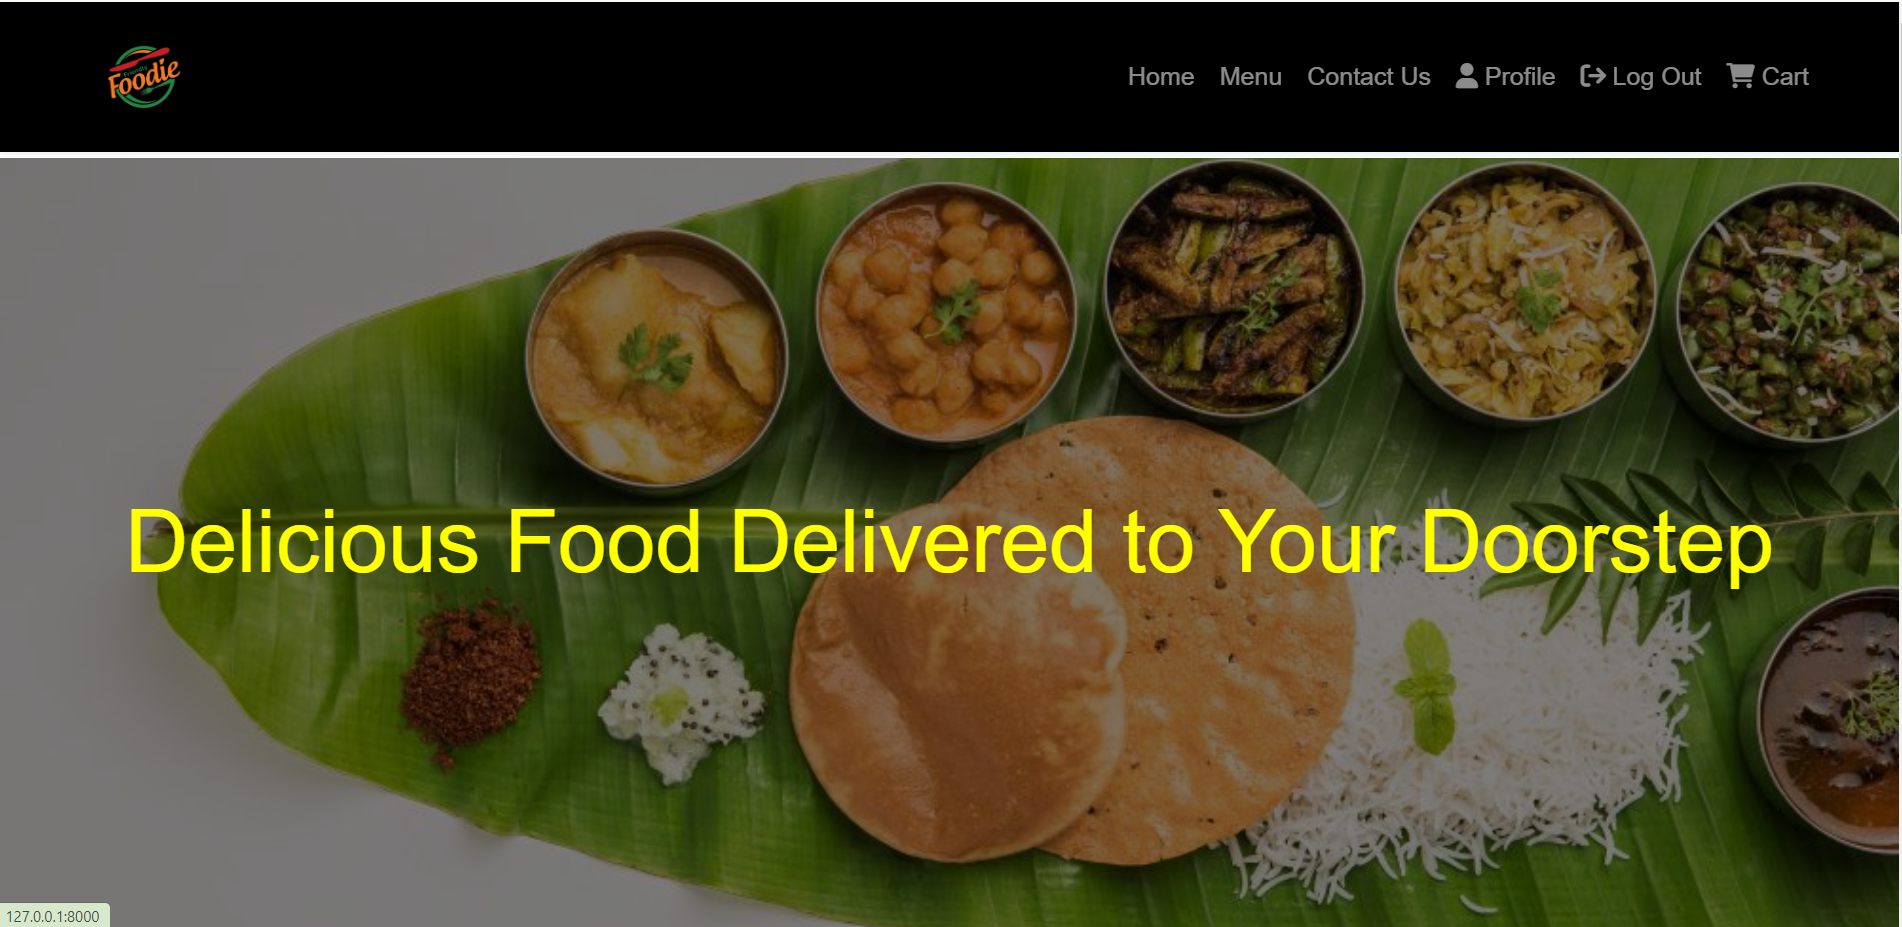 Foodie
Home Menu Contact Us Profile Log Out Cart
Delicious Food Delivered to Your Doorstep
127.0.0.1:8000